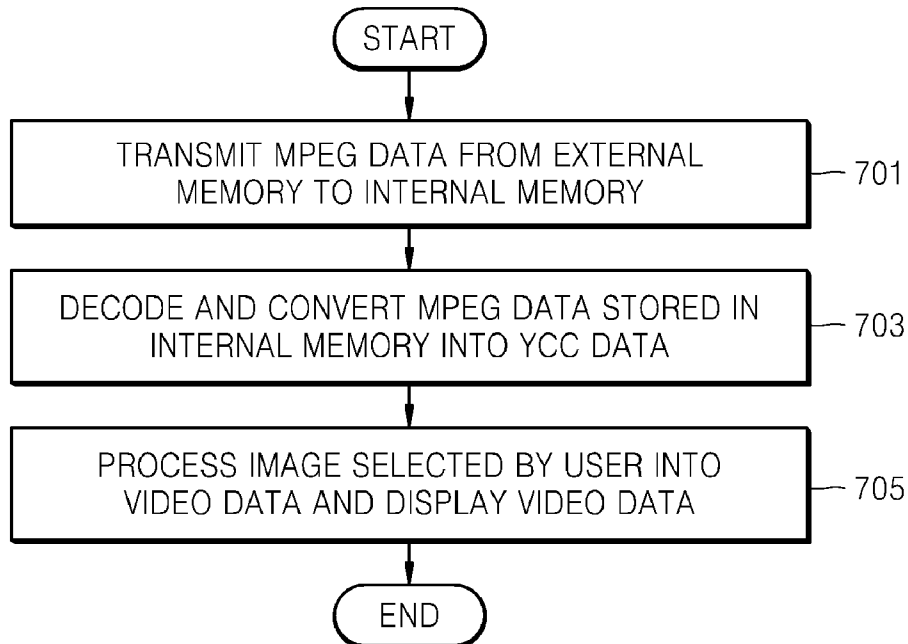 START
TRANSMIT MPEG DATA FROM EXTERNAL
MEMORY TO INTERNAL MEMORY
701
DECODE AND CONVERT MPEG DATA STORED IN
INTERNAL MEMORY INTO YCC DATA
703
PROCESS IMAGE SELECTED BY USER INTO
VIDEO DATA AND DISPLAY VIDEO DATA
705
END